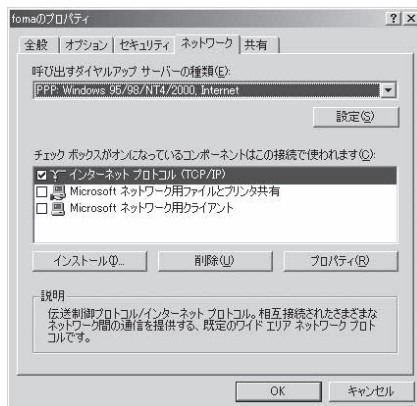 fomaのプロパティ
全般 オプション セキュリティ ネットワーク 共有
呼び出すダイヤルアップ サーバーの種類(E):
PPP: Windows 95/98/NT4/2000, Internet
設定(S)
チェック ボックスがオンになっているコンポーネントはこの接続で使われます(C):
インターネット プロトコル (TCP/IP)
Microsoft ネットワーク用ファイルとプリンタ共有
Microsoft ネットワーク用クライアント
インストール(I)... 削除(U) プロパティ(R)
説明
伝送制御プロトコル/インターネット プロトコル。相互接続されたさまざまな
ネットワーク間の通信を提供する、既定のワイド エリア ネットワーク プロト
コルです。
OK キャンセル